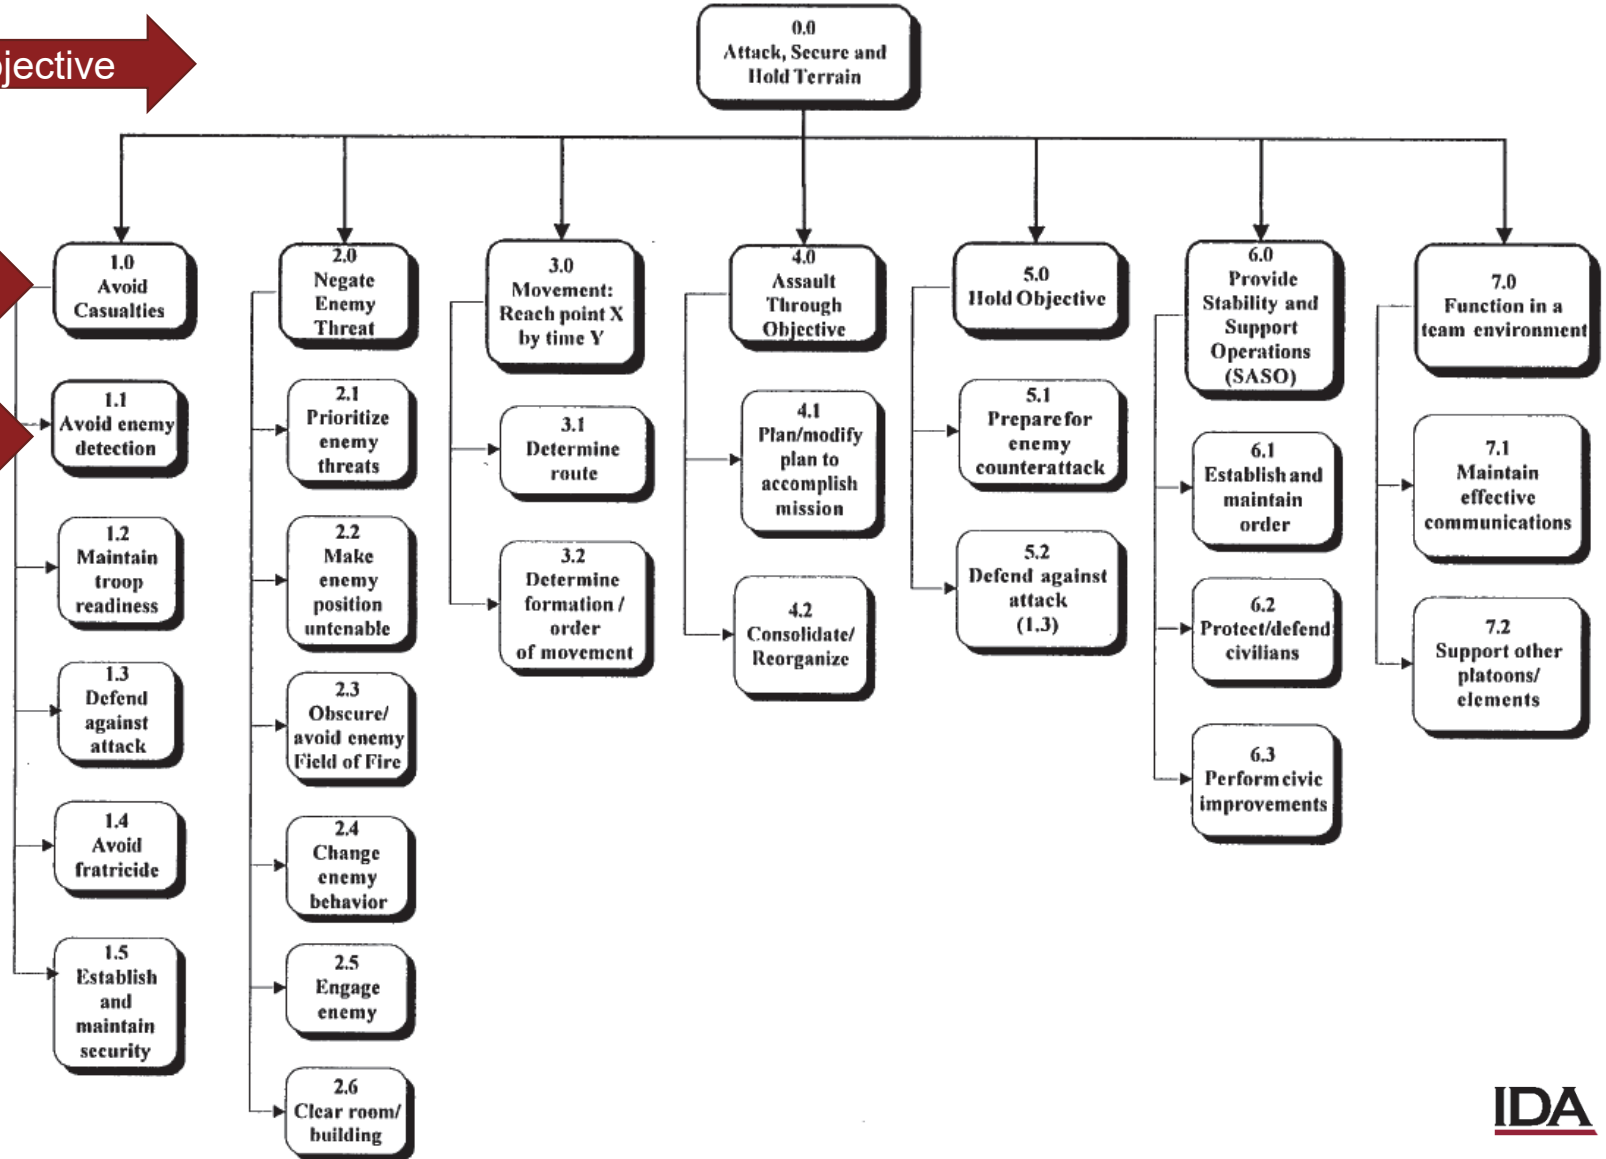 jective
0.0
Attack, Secure and
Hold Terrain
1.0
Avoid
Casualties
1.1
Avoid enemy
detection
1.2
Maintain
troop
readiness
1.3
Defend
against
attack
1.4
Avoid
fratricide
1.5
Establish
and
maintain
security
2.0
Negate
Enemy
Threat
2.1
Prioritize
enemy
threats
2.2
Make
enemy
position
untenable
2.3
Obscure/
avoid enemy
Field of Fire
2.4
Change
enemy
behavior
2.5
Engage
enemy
2.6
Clear room/
building
3.0
Movement:
Reach point X
by time Y
3.1
Determine
route
3.2
Determine
formation /
order
of movement
4.0
Assault
Through
Objective
4.1
Plan/modify
plan to
accomplish
mission
4.2
Consolidate/
Reorganize
5.0
Hold Objective
5.1
Prepare for
enemy
counterattack
5.2
Defend against
attack
(1.3)
6.0
Provide
Stability and
Support
Operations
(SASO)
6.1
Establish and
maintain
order
6.2
Protect/defend
civilians
6.3
Perform civic
improvements
7.0
Function in a
team environment
7.1
Maintain
effective
communications
7.2
Support other
platoons/
elements
IDA